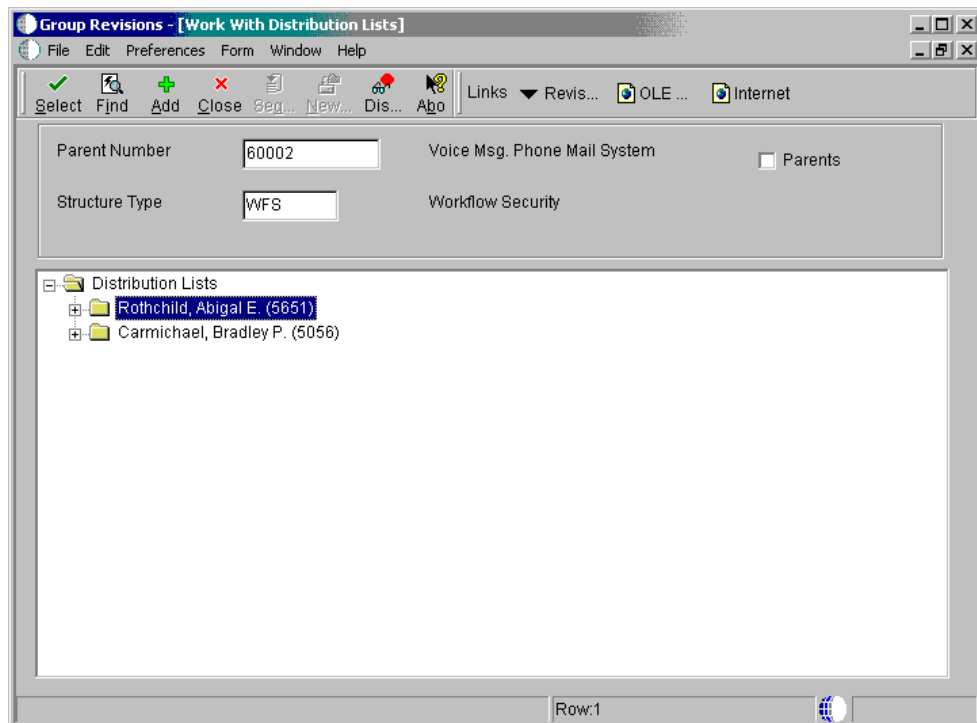 Group Revisions - [Work With Distribution Lists]
File Edit Preferences Form Window Help
Select Find Add Close Seq... New... Dis... Abo Links Revis... OLE ... Internet
Parent Number 60002 Voice Msg. Phone Mail System Parents
Structure Type WFS Workflow Security
Distribution Lists
Rothchild, Abigal E. (5651)
Carmichael, Bradley P. (5056)
Row:1